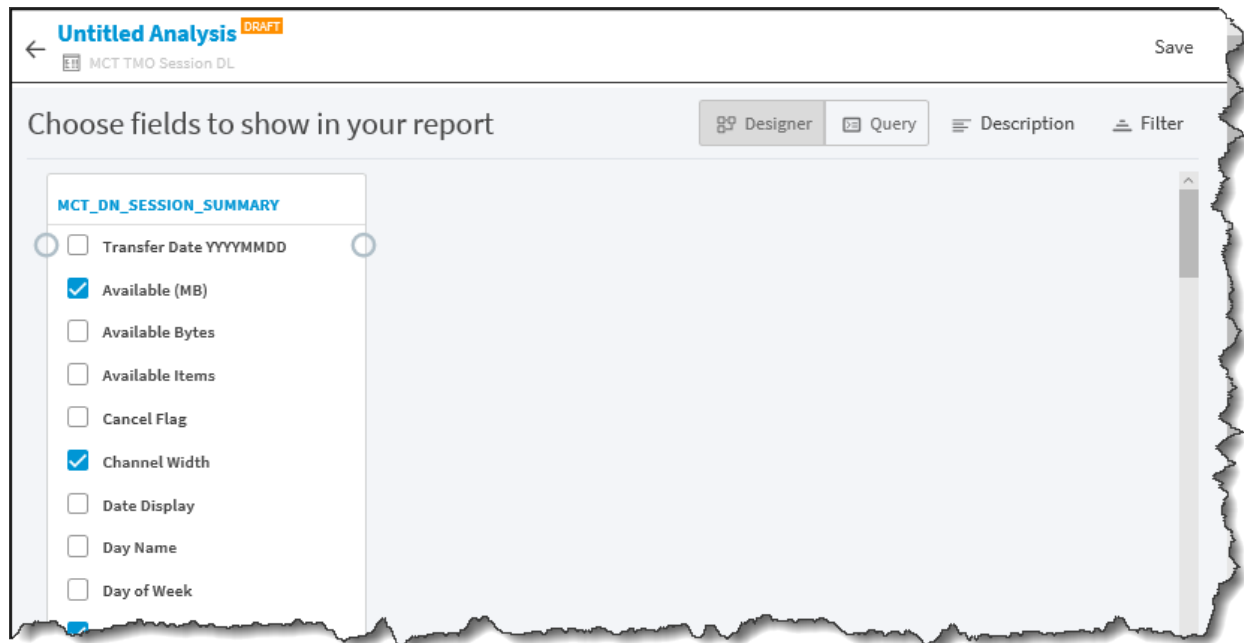 Untitled Analysis DRAFT
MCT TMO Session DL
Save
Choose fields to show in your report
Designer
Query
Description
Filter
MCT_DN_SESSION_SUMMARY
Transfer Date YYYYMMDD
Available (MB)
Available Bytes
Available Items
Cancel Flag
Channel Width
Date Display
Day Name
Day of Week